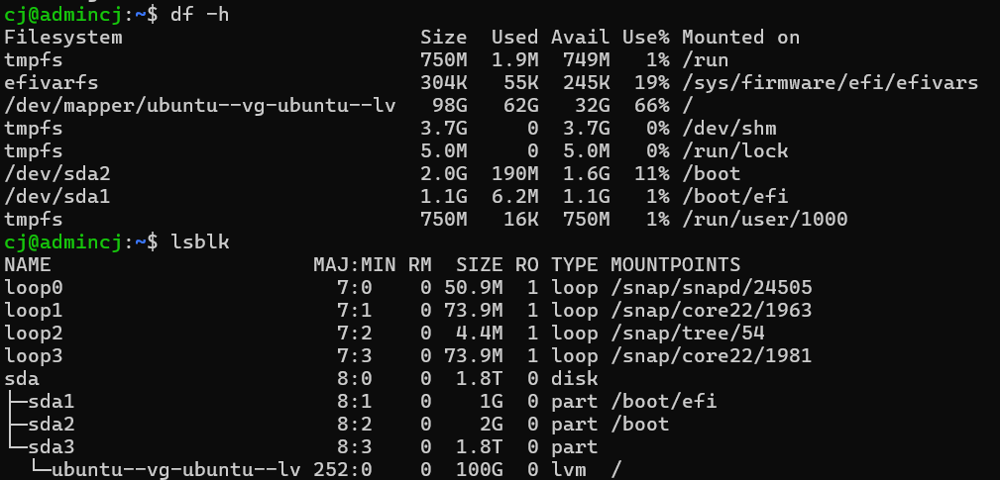 cj@admincj:~$ df -h
Filesystem                         Size  Used Avail Use% Mounted on
tmpfs                              750M  1.9M  749M   1% /run
efivarfs                           304K   55K  245K  19% /sys/firmware/efi/efivars
/dev/mapper/ubuntu--vg-ubuntu--lv   98G   62G   32G  66% /
tmpfs                              3.7G     0  3.7G   0% /dev/shm
tmpfs                              5.0M     0  5.0M   0% /run/lock
/dev/sda2                          2.0G  190M  1.6G  11% /boot
/dev/sda1                          1.1G  6.2M  1.1G   1% /boot/efi
tmpfs                              750M   16K  750M   1% /run/user/1000
cj@admincj:~$ lsblk
NAME                      MAJ:MIN RM  SIZE RO TYPE MOUNTPOINTS
loop0                       7:0    0 50.9M  1 loop /snap/snapd/24505
loop1                       7:1    0 73.9M  1 loop /snap/core22/1963
loop2                       7:2    0  4.4M  1 loop /snap/tree/54
loop3                       7:3    0 73.9M  1 loop /snap/core22/1981
sda                         8:0    0  1.8T  0 disk
├─sda1                      8:1    0    1G  0 part /boot/efi
├─sda2                      8:2    0    2G  0 part /boot
└─sda3                      8:3    0  1.8T  0 part
  └─ubuntu--vg-ubuntu--lv 252:0    0  100G  0 lvm  /